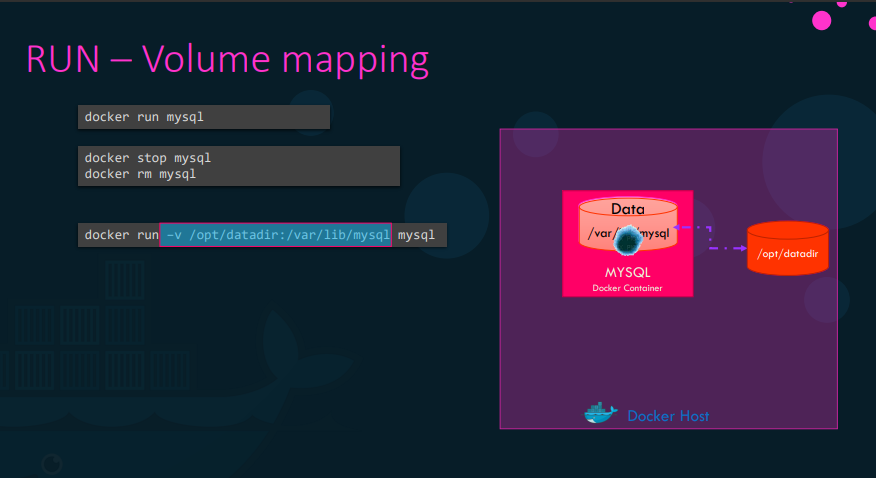 RUN – Volume mapping
docker run mysql
docker stop mysql
docker rm mysql
docker run -v /opt/datadir:/var/lib/mysql mysql
Data
/var mysql
MYSQL
Docker Container
/opt/datadir
Docker Host